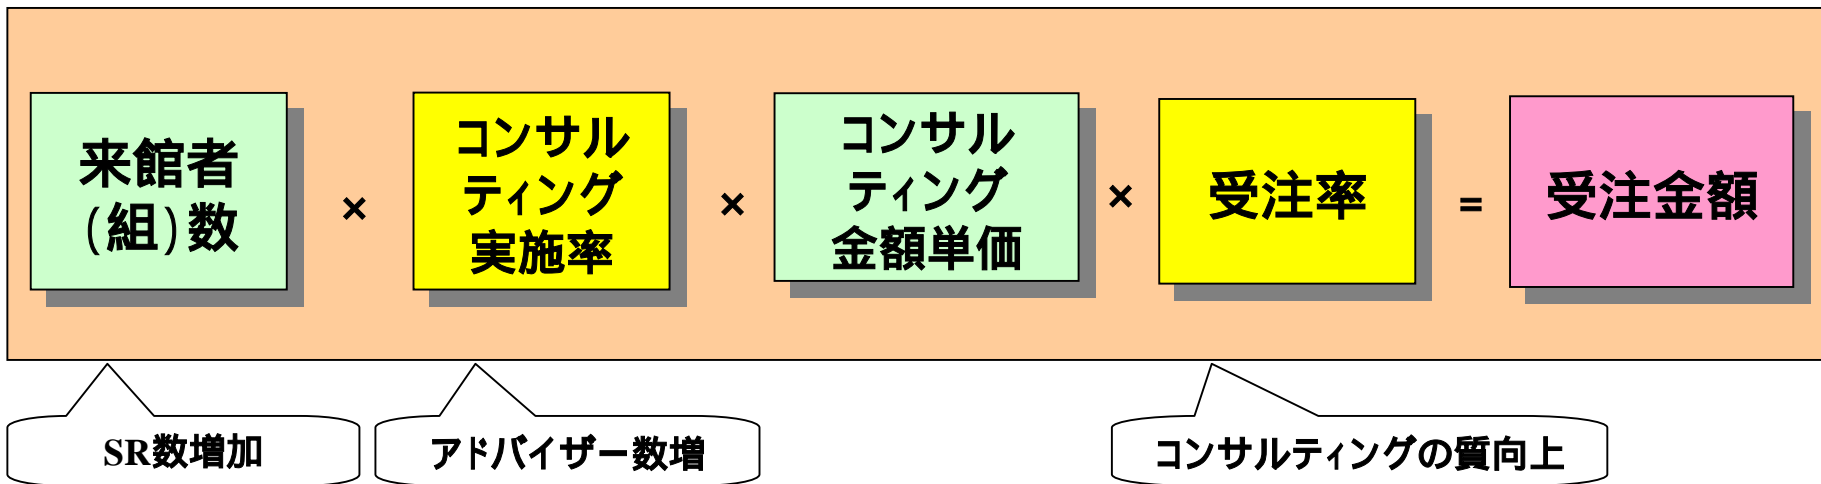 来館者
(組)数
×
コンサル
ティング
実施率
×
コンサル
ティング
金額単価
×
受注率
=
受注金額
SR数増加
アドバイザー数増
コンサルティングの質向上